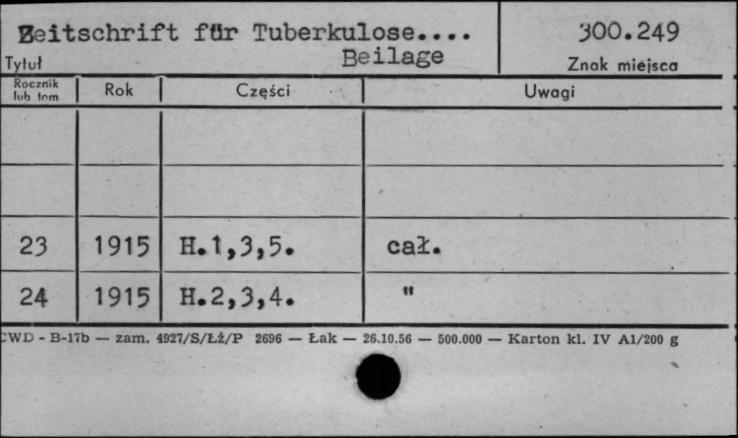 Zeitschrift für Tuberkulose.... 300.249
Tytuł Beilage Znak miejsca
Rocznik lub tom Rok Części Uwagi
23 1915 H.1,3,5. cał.
24 1915 H.2,3,4. "
CWD - B-17b — zam. 4927/S/Łź/P 2696 — Łak — 26.10.56 — 500.000 — Karton kl. IV A1/200 g